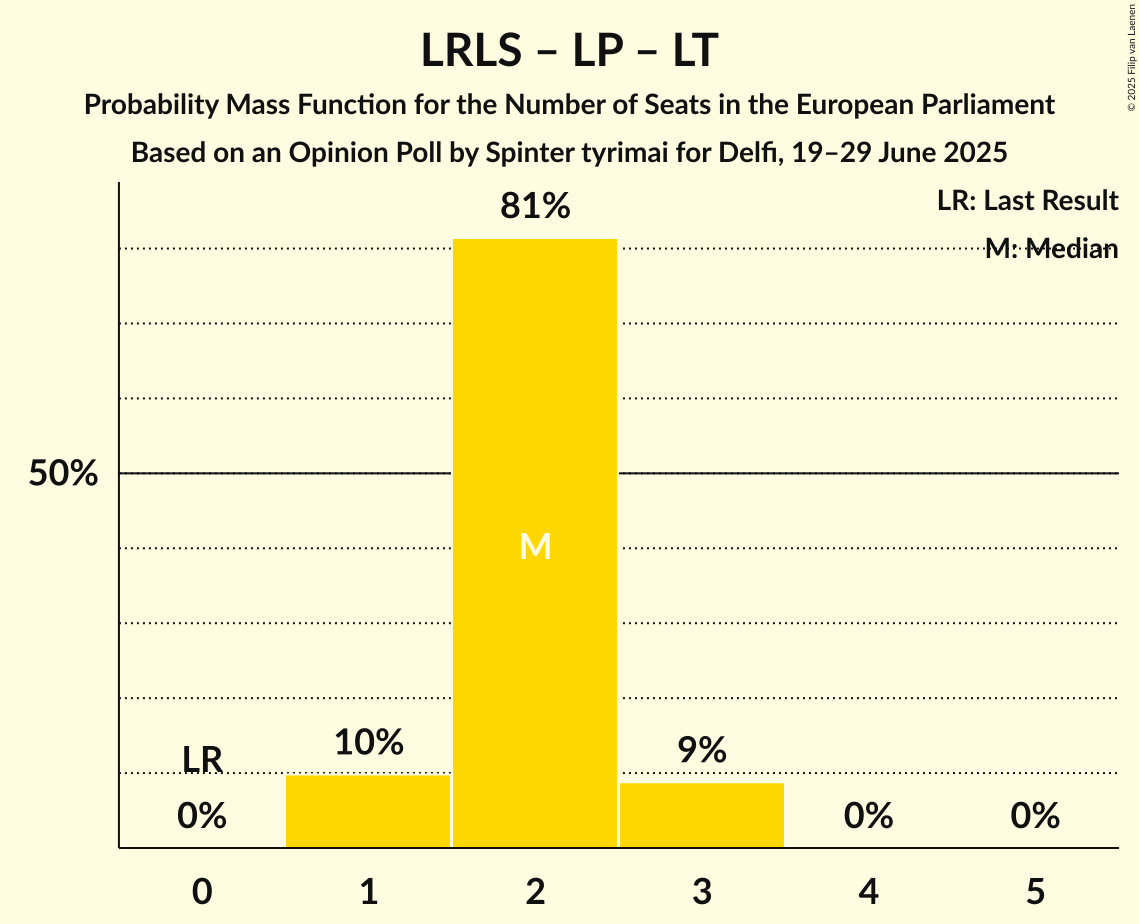 LRLS – LP – LT
Probability Mass Function for the Number of Seats in the European Parliament
Based on an Opinion Poll by Spinter tyrimai for Delfi, 19–29 June 2025
© 2025 Filip van Laenen
LR: Last Result
M: Median
81%
50%
M
LR
10%
9%
0%
0%
0%
0
1
2
3
4
5